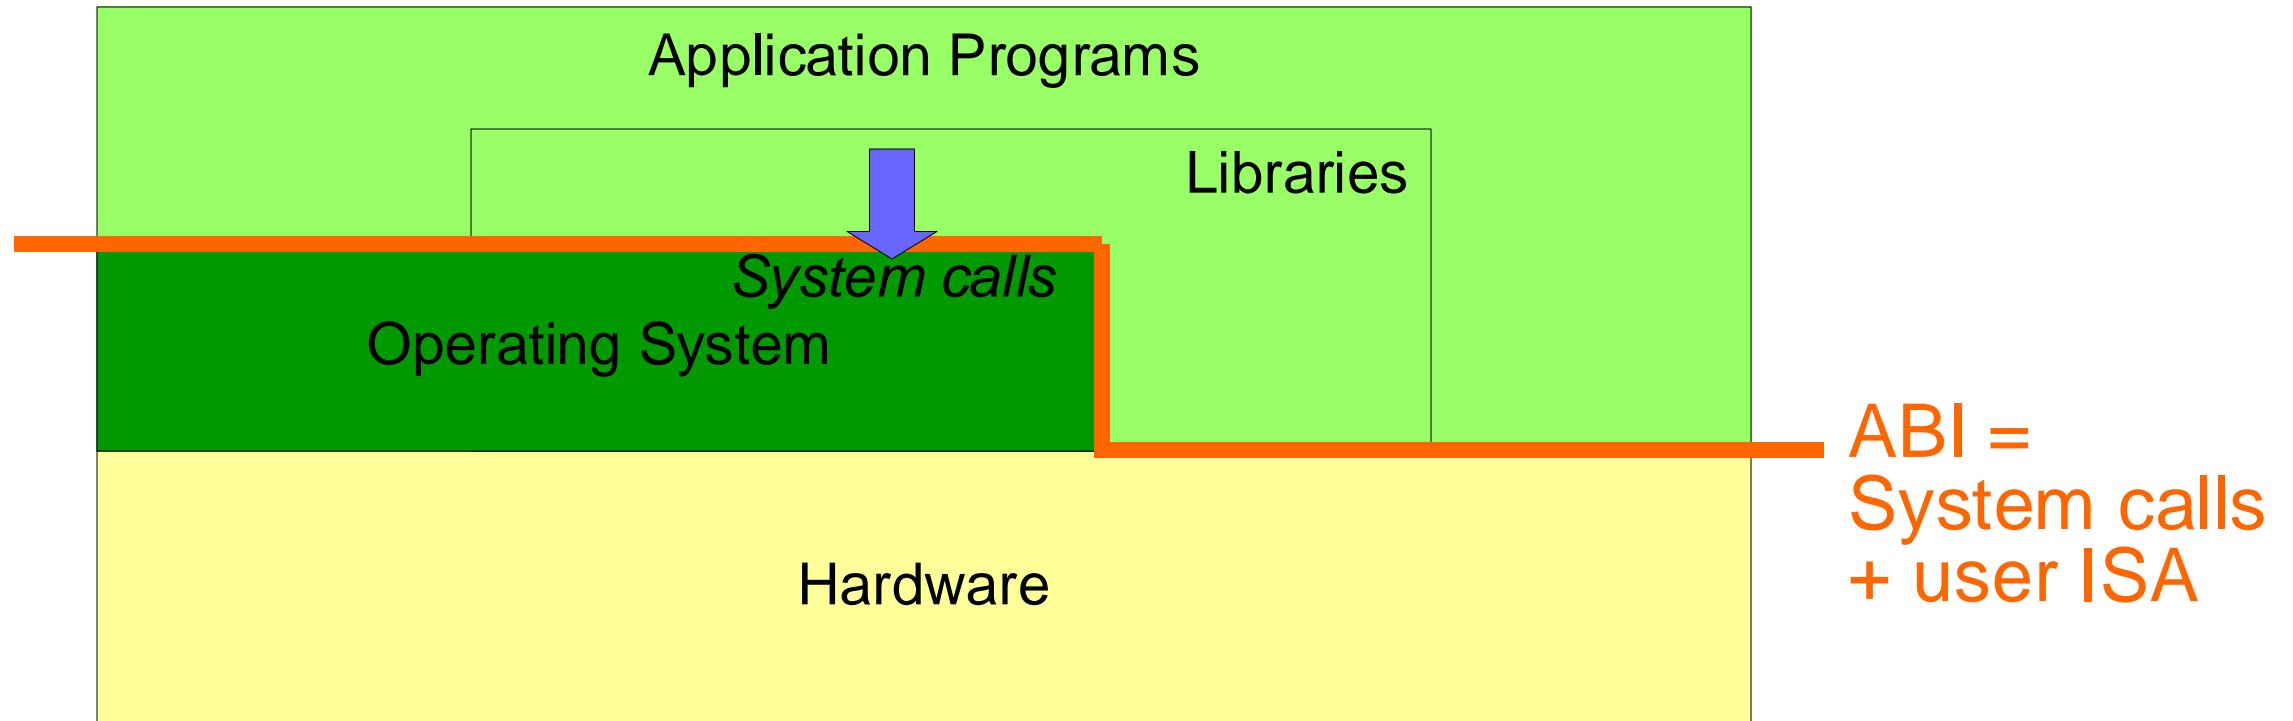 Application Programs
Libraries
System calls
Operating System
ABI =
System calls
+ user ISA
Hardware